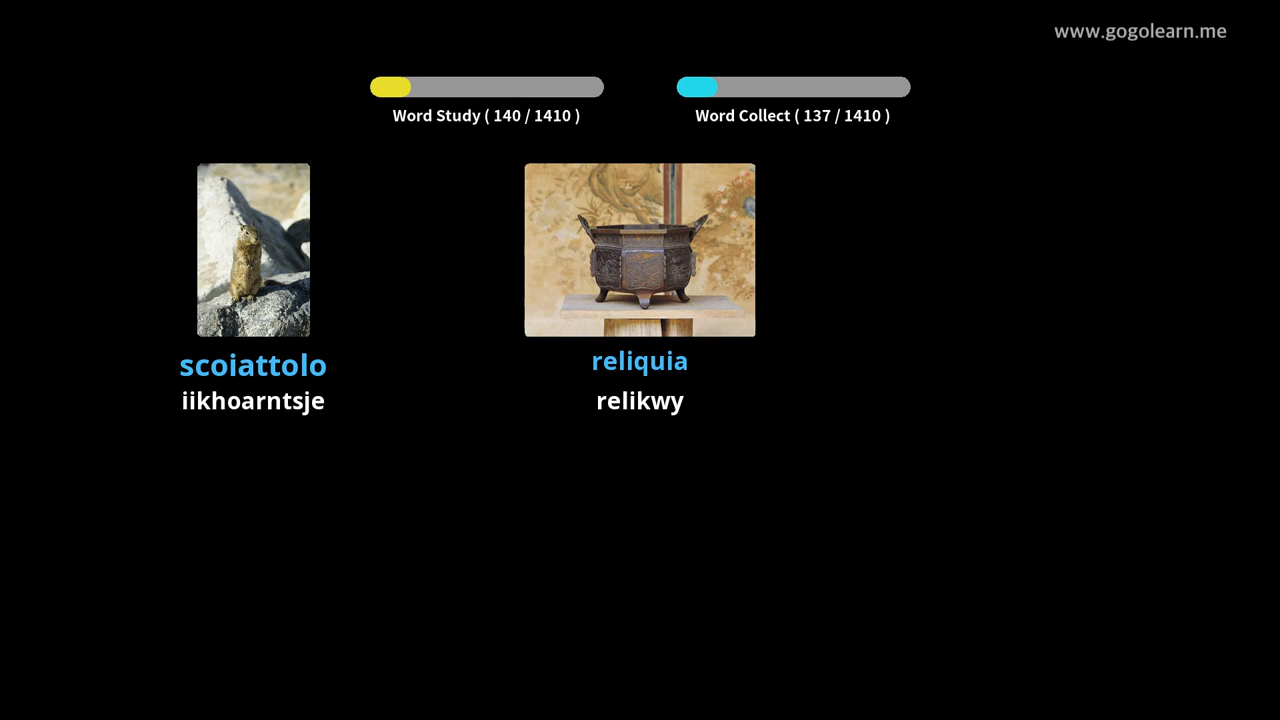 www.gogolearn.me
Word Study ( 140 / 1410 )
Word Collect ( 137 / 1410 )
scoiattolo
iikhoarntsje
reliquia
relikwy